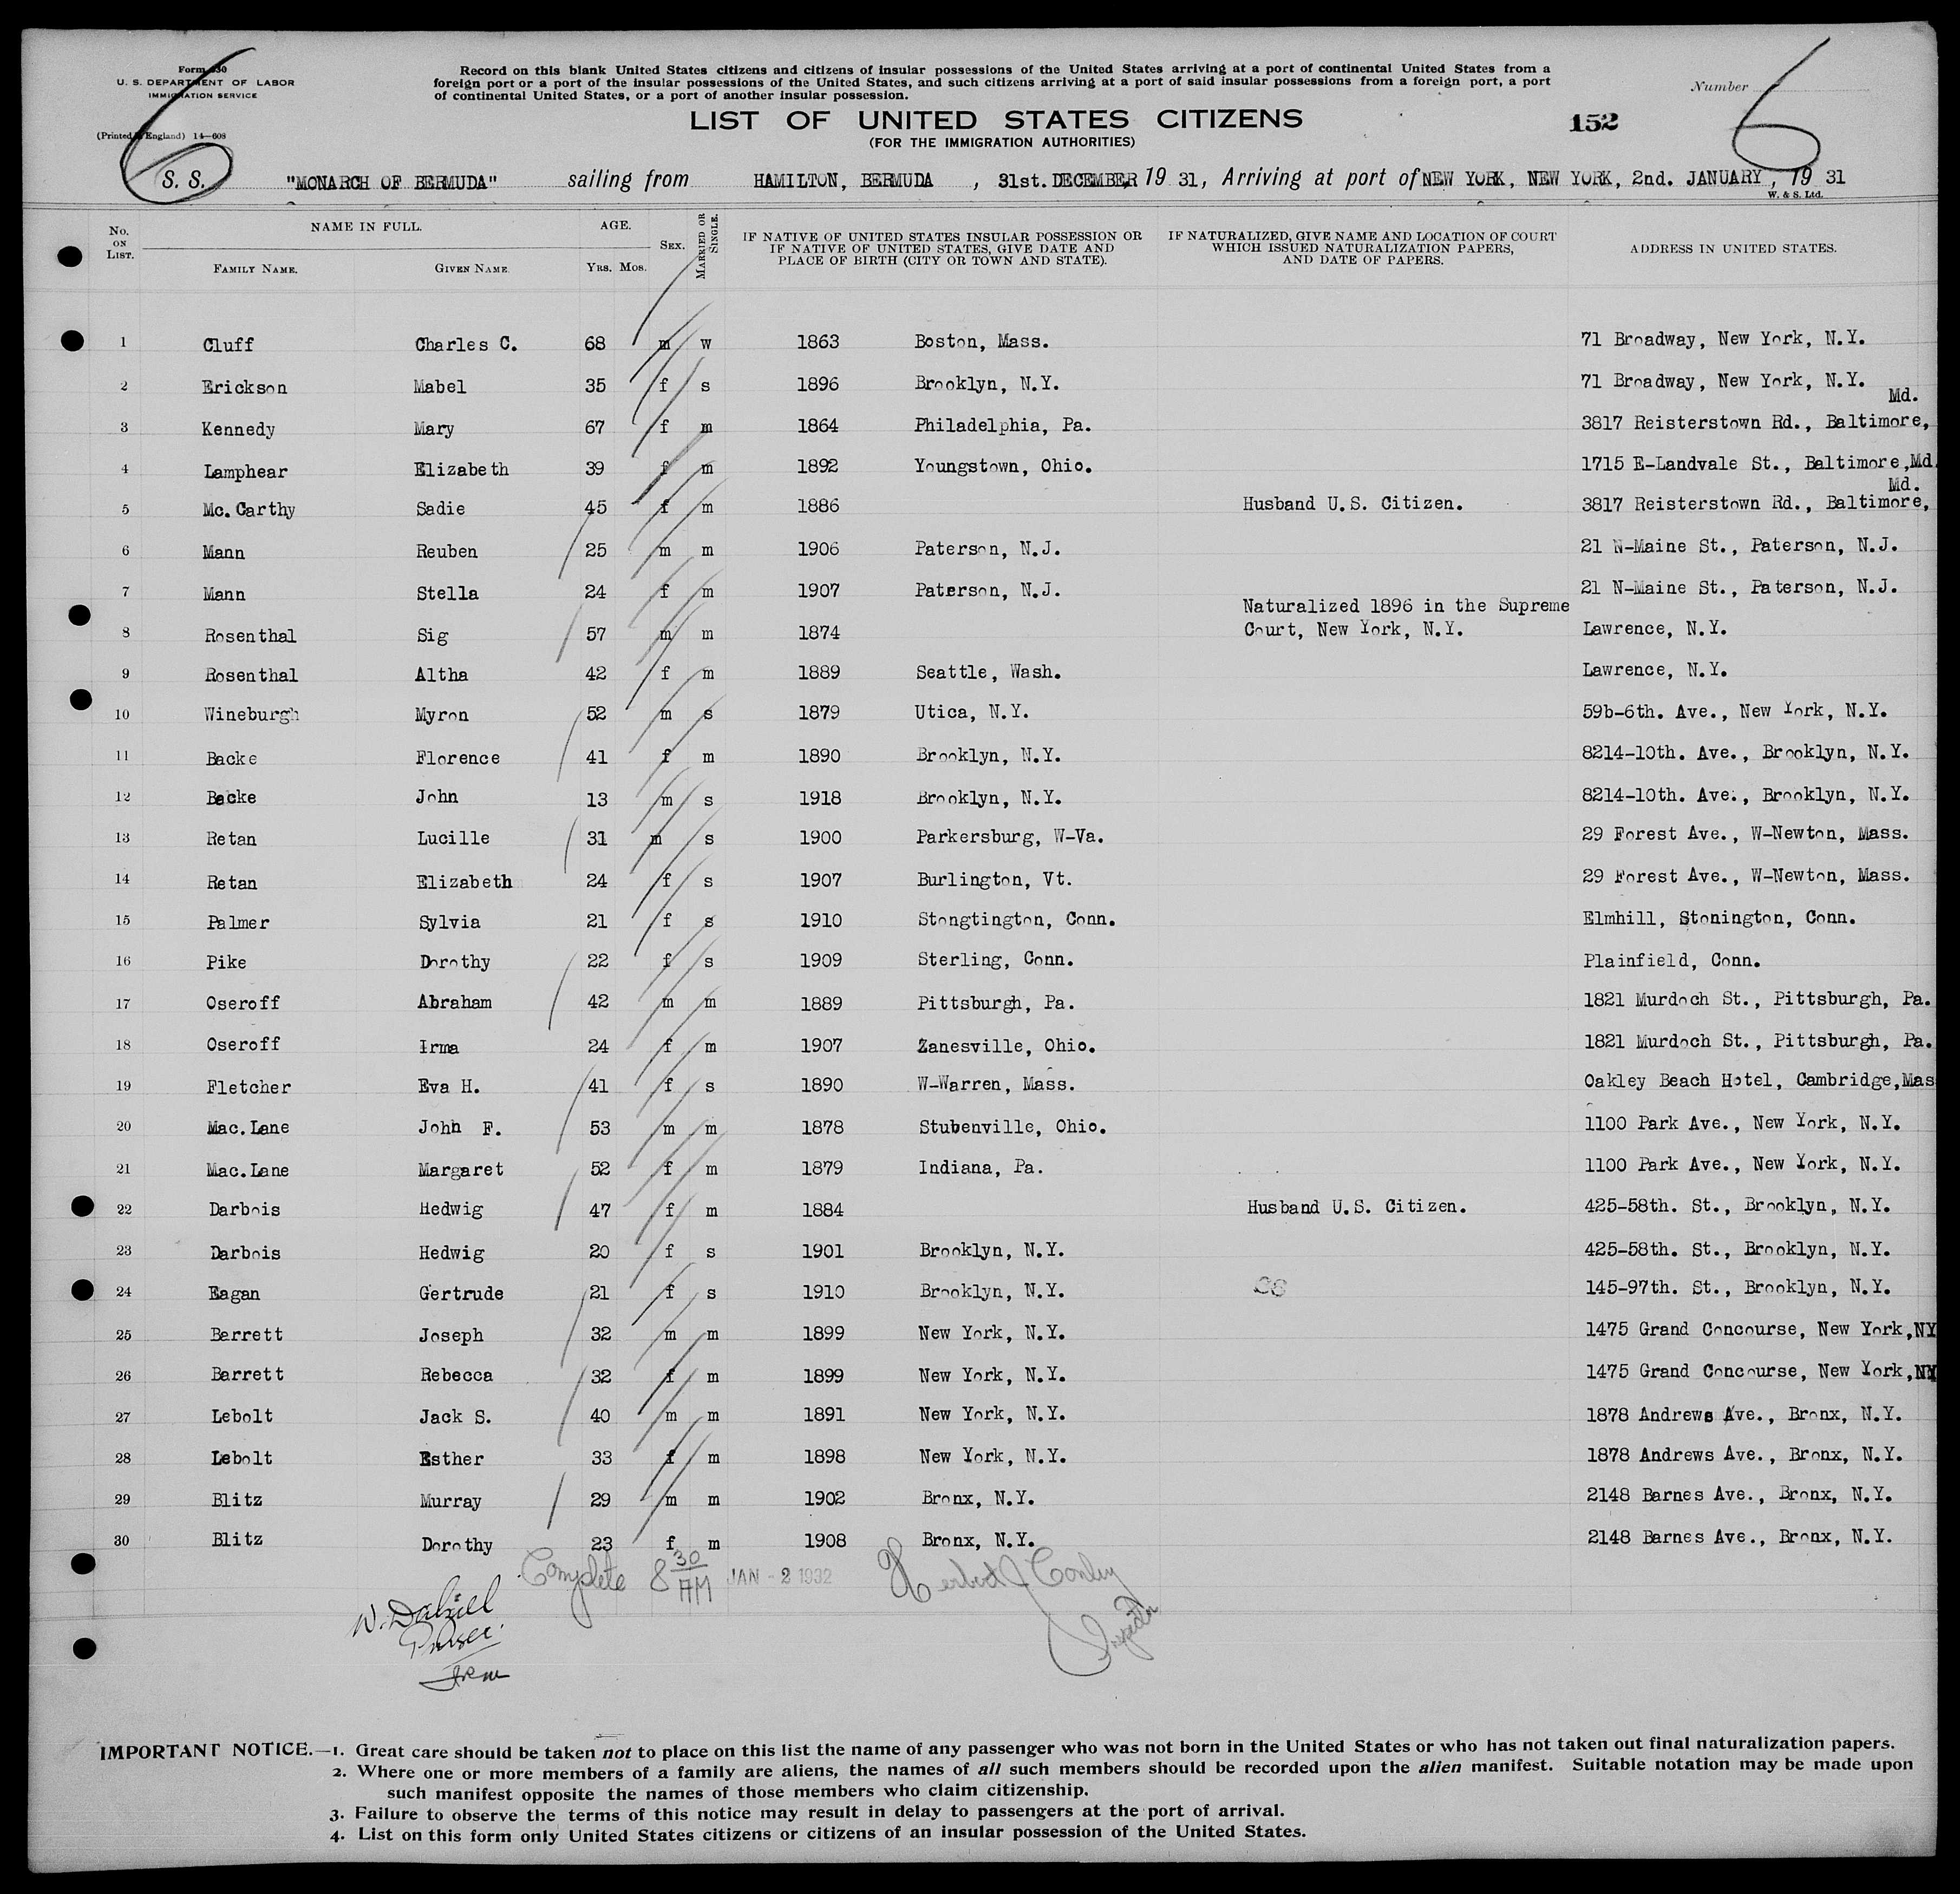 Form 630
U. S. DEPARTMENT OF LABOR
IMMIGRATION SERVICE
(Printed in England) 14—608
Record on this blank United States citizens and citizens of insular possessions of the United States arriving at a port of continental United States from a
foreign port or a port of the insular possessions of the United States, and such citizens arriving at a port of said insular possessions from a foreign port, a port
of continental United States, or a port of another insular possession.
Number
6
6
LIST OF UNITED STATES CITIZENS
152
(FOR THE IMMIGRATION AUTHORITIES)
S. S. "MONARCH OF BERMUDA" sailing from HAMILTON, BERMUDA , 31st. DECEMBER, 19 31, Arriving at port of NEW YORK, NEW YORK, 2nd. JANUARY, 19 31
W. & S. Ltd.
No. ON LIST. NAME IN FULL. AGE. SEX. MARRIED OR SINGLE. IF NATIVE OF UNITED STATES INSULAR POSSESSION OR IF NATIVE OF UNITED STATES, GIVE DATE AND PLACE OF BIRTH (CITY OR TOWN AND STATE). IF NATURALIZED, GIVE NAME AND LOCATION OF COURT WHICH ISSUED NATURALIZATION PAPERS, AND DATE OF PAPERS. ADDRESS IN UNITED STATES.
FAMILY NAME. GIVEN NAME. YRS. MOS.
1 Cluff Charles C. 68 m w 1863 Boston, Mass. 71 Broadway, New York, N.Y.
2 Erickson Mabel 35 f s 1896 Brooklyn, N.Y. 71 Broadway, New York, N.Y.
Md.
3 Kennedy Mary 67 f m 1864 Philadelphia, Pa. 3817 Reisterstown Rd., Baltimore,
4 Lamphear Elizabeth 39 f m 1892 Youngstown, Ohio. 1715 E-Landvale St., Baltimore,Md.
Md.
5 Mc.Carthy Sadie 45 f m 1886 Husband U.S. Citizen. 3817 Reisterstown Rd., Baltimore,
6 Mann Reuben 25 m m 1906 Paterson, N.J. 21 N-Maine St., Paterson, N.J.
7 Mann Stella 24 f m 1907 Paterson, N.J. 21 N-Maine St., Paterson, N.J.
Naturalized 1896 in the Supreme
8 Rosenthal Sig 57 m m 1874 Court, New York, N.Y. Lawrence, N.Y.
9 Rosenthal Altha 42 f m 1889 Seattle, Wash. Lawrence, N.Y.
10 Wineburgh Myron 52 m s 1879 Utica, N.Y. 59b-6th. Ave., New York, N.Y.
11 Backe Florence 41 f m 1890 Brooklyn, N.Y. 8214-10th. Ave., Brooklyn, N.Y.
12 Backe John 13 m s 1918 Brooklyn, N.Y. 8214-10th. Ave., Brooklyn, N.Y.
13 Retan Lucille 31 m s 1900 Parkersburg, W-Va. 29 Forest Ave., W-Newton, Mass.
14 Retan Elizabeth 24 f s 1907 Burlington, Vt. 29 Forest Ave., W-Newton, Mass.
15 Palmer Sylvia 21 f s 1910 Stongtington, Conn. Elmhill, Stonington, Conn.
16 Pike Dorothy 22 f s 1909 Sterling, Conn. Plainfield, Conn.
17 Oseroff Abraham 42 m m 1889 Pittsburgh, Pa. 1821 Murdoch St., Pittsburgh, Pa.
18 Oseroff Irma 24 f m 1907 Zanesville, Ohio. 1821 Murdoch St., Pittsburgh, Pa.
19 Fletcher Eva H. 41 f s 1890 W-Warren, Mass. Oakley Beach Hotel, Cambridge,Mas
20 Mac.Lane John F. 53 m m 1878 Stubenville, Ohio. 1100 Park Ave., New York, N.Y.
21 Mac.Lane Margaret 52 f m 1879 Indiana, Pa. 1100 Park Ave., New York, N.Y.
22 Darbois Hedwig 47 f m 1884 Husband U.S. Citizen. 425-58th. St., Brooklyn, N.Y.
23 Darbois Hedwig 20 f s 1901 Brooklyn, N.Y. 425-58th. St., Brooklyn, N.Y.
24 Eagan Gertrude 21 f s 1910 Brooklyn, N.Y. 145-97th. St., Brooklyn, N.Y.
25 Barrett Joseph 32 m m 1899 New York, N.Y. 1475 Grand Concourse, New York,NY
26 Barrett Rebecca 32 f m 1899 New York, N.Y. 1475 Grand Concourse, New York,NY
27 Lebolt Jack S. 40 m m 1891 New York, N.Y. 1878 Andrews Ave., Bronx, N.Y.
28 Lebolt Esther 33 f m 1898 New York, N.Y. 1878 Andrews Ave., Bronx, N.Y.
29 Blitz Murray 29 m m 1902 Bronx, N.Y. 2148 Barnes Ave., Bronx, N.Y.
30 Blitz Dorothy 23 f m 1908 Bronx, N.Y. 2148 Barnes Ave., Bronx, N.Y.
Complete 8 30 AM JAN - 2 1932 Herbert J Conley
Inspector
W. Dalziel
Purser.
IMPORTANT NOTICE.—1. Great care should be taken not to place on this list the name of any passenger who was not born in the United States or who has not taken out final naturalization papers.
2. Where one or more members of a family are aliens, the names of all such members should be recorded upon the alien manifest. Suitable notation may be made upon
such manifest opposite the names of those members who claim citizenship.
3. Failure to observe the terms of this notice may result in delay to passengers at the port of arrival.
4. List on this form only United States citizens or citizens of an insular possession of the United States.